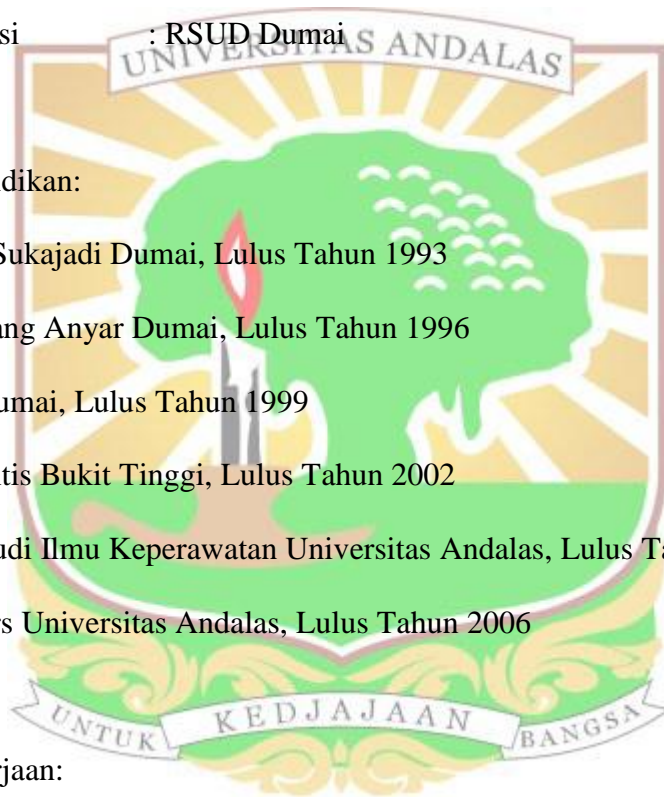 si : RSUD Dumai
UNIVERSITAS ANDALAS
didikan:
Sukajadi Dumai, Lulus Tahun 1993
ang Anyar Dumai, Lulus Tahun 1996
umai, Lulus Tahun 1999
tis Bukit Tinggi, Lulus Tahun 2002
udi Ilmu Keperawatan Universitas Andalas, Lulus Ta
s Universitas Andalas, Lulus Tahun 2006
UNTUK KEDJAJAAN BANGSA
rjaan: